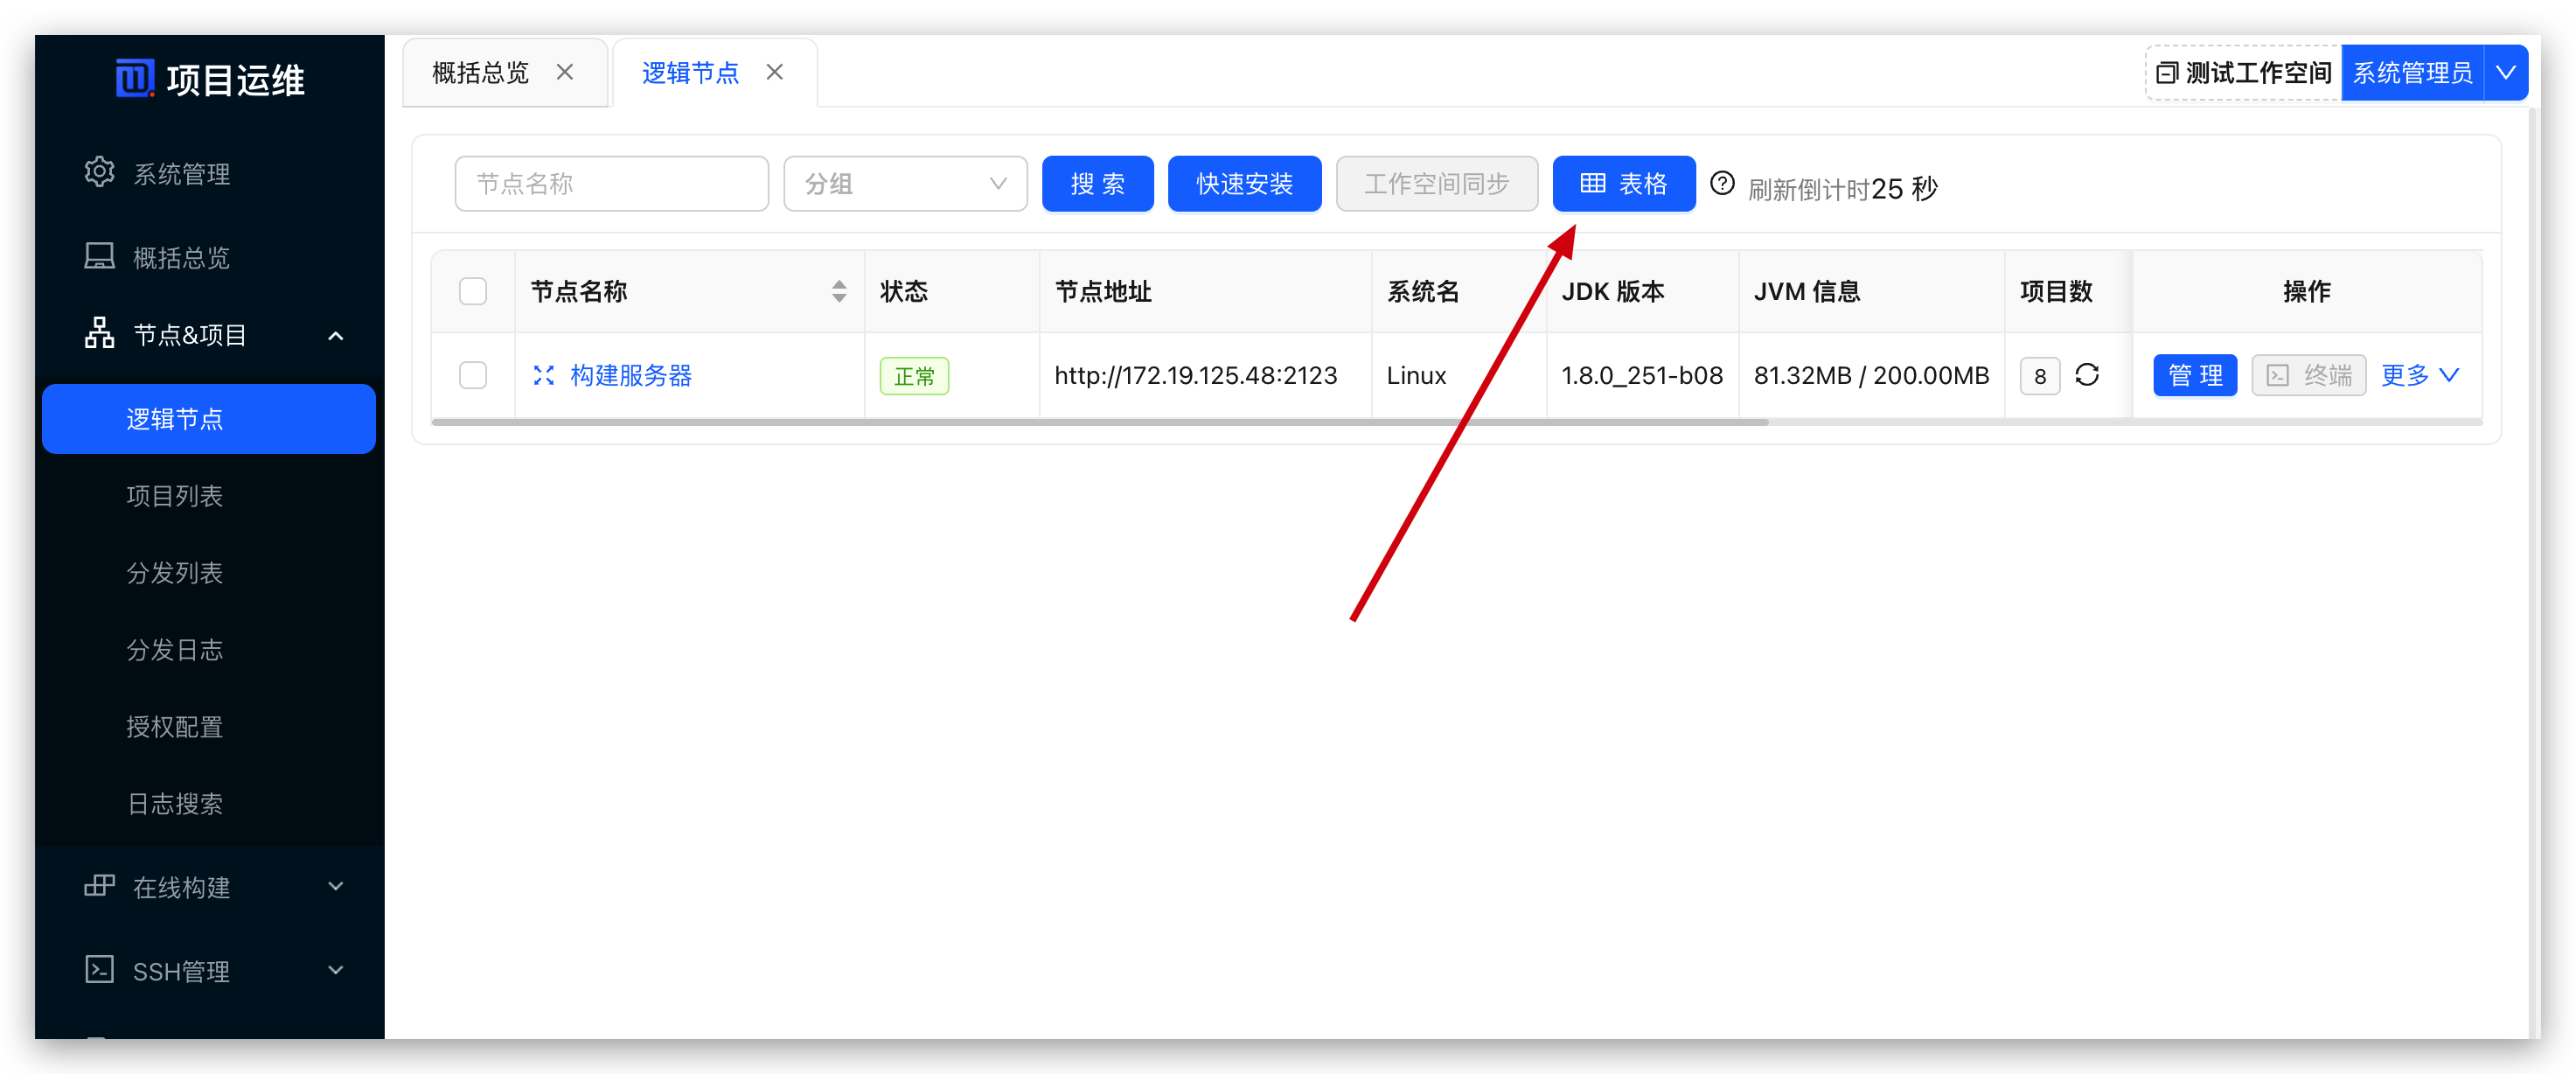 项目运维
概括总览
逻辑节点
测试工作空间
系统管理员
系统管理
概括总览
节点&项目
逻辑节点
项目列表
分发列表
分发日志
授权配置
日志搜索
在线构建
SSH管理
节点名称
分组
搜 索
快速安装
工作空间同步
表格
刷新倒计时25 秒
节点名称 状态 节点地址 系统名 JDK 版本 JVM 信息 项目数 操作
构建服务器 正常 http://172.19.125.48:2123 Linux 1.8.0_251-b08 81.32MB / 200.00MB 8 管 理 终端 更多